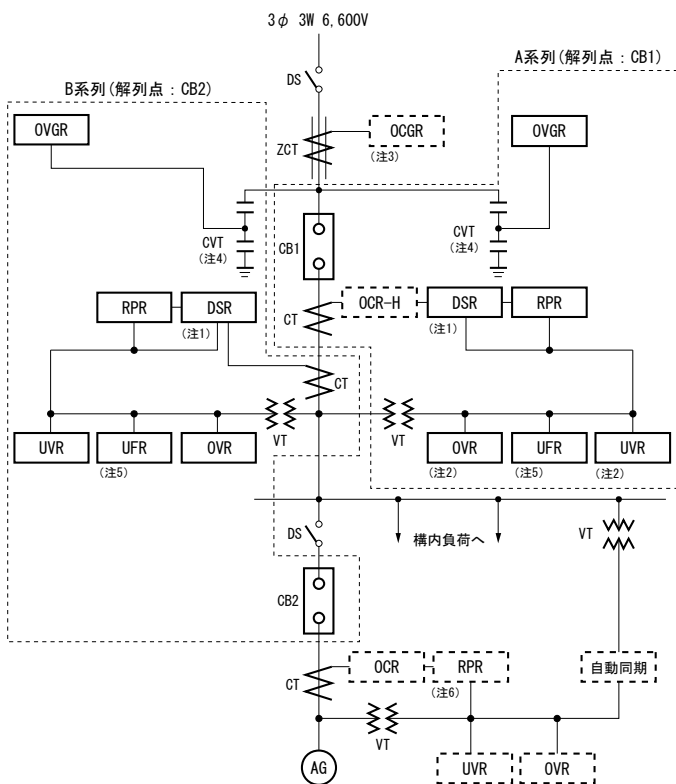 3φ 3W 6,600V
A系列(解列点：CB1)
B系列(解列点：CB2)
DS
OVGR
OCGR
OVGR
ZCT
(注3)
CVT
(注4)
CB1
CVT
(注4)
RPR
DSR
(注1)
CT
OCR-H
DSR
(注1)
RPR
CT
VT
VT
UVR
UFR
(注5)
OVR
OVR
(注2)
UFR
(注5)
UVR
(注2)
DS
構内負荷へ
VT
CB2
CT
OCR
RPR
(注6)
自動同期
VT
UVR
OVR
AG